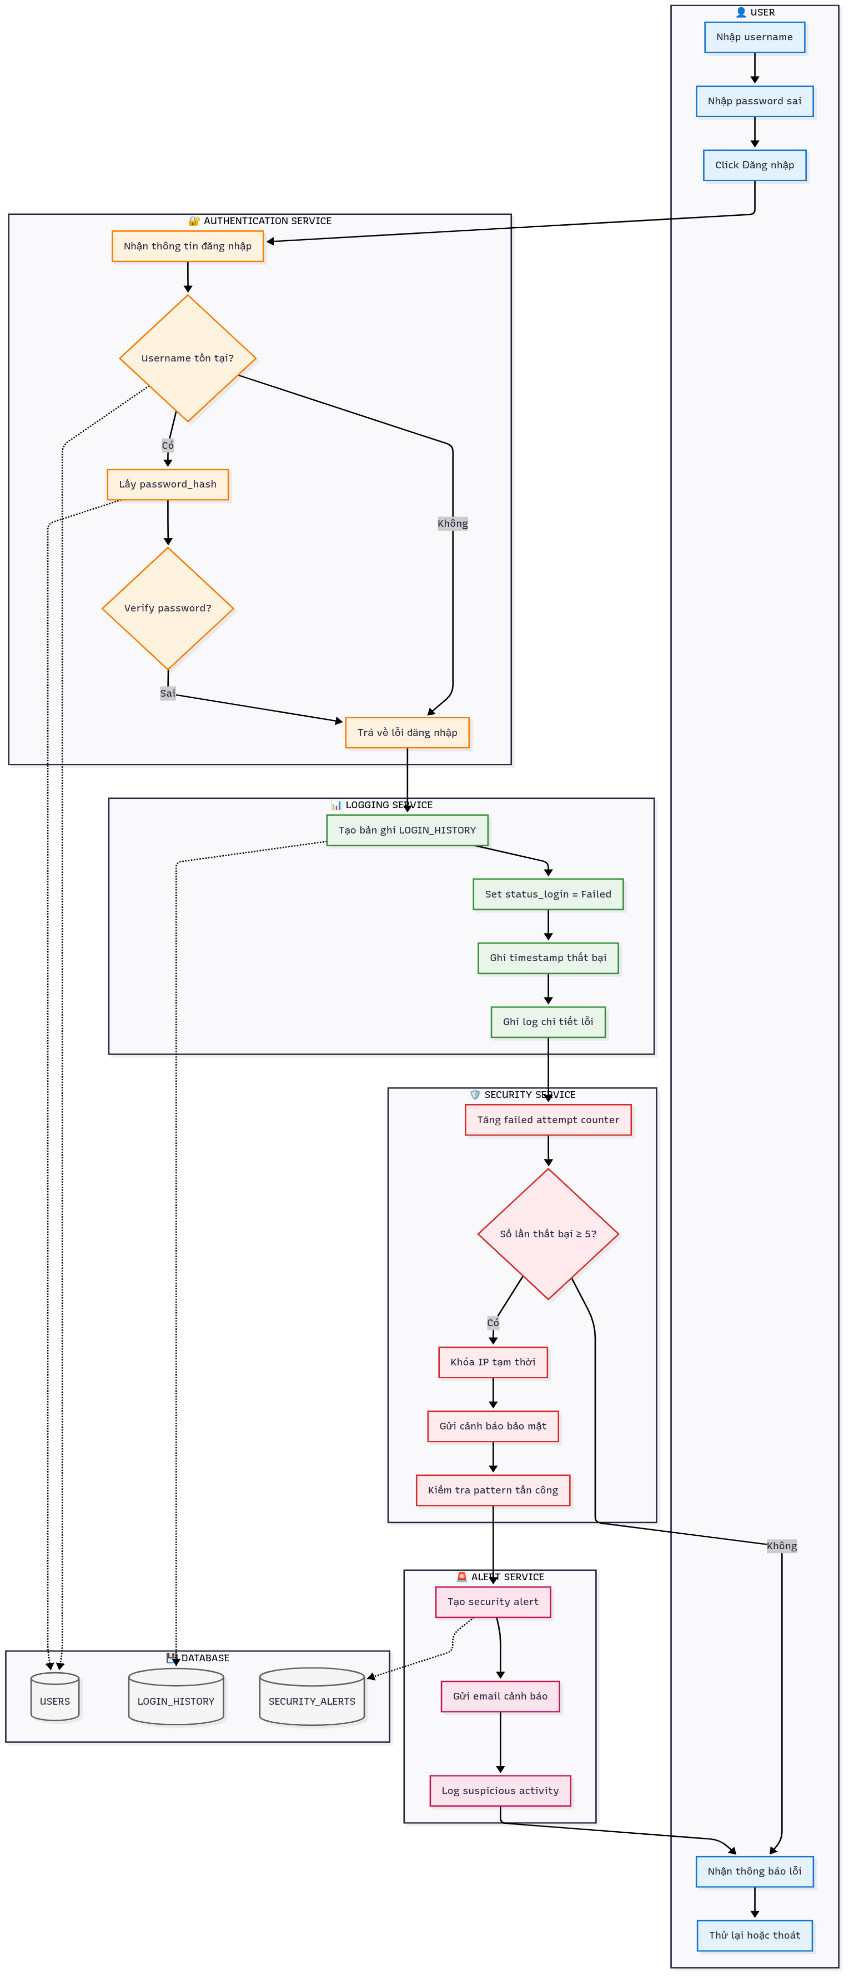 👤 USER
Nhập username
Nhập password sai
Click Đăng nhập
🔐 AUTHENTICATION SERVICE
Nhận thông tin đăng nhập
Username tồn tại?
Có
Lấy password_hash
Không
Verify password?
Sai
Trả về lỗi đăng nhập
📊 LOGGING SERVICE
Tạo bản ghi LOGIN_HISTORY
Set status_login = Failed
Ghi timestamp thất bại
Ghi log chi tiết lỗi
🛡️ SECURITY SERVICE
Tăng failed attempt counter
Số lần thất bại ≥ 5?
Có
Khóa IP tạm thời
Gửi cảnh báo bảo mật
Kiểm tra pattern tấn công
Không
🚨 ALERT SERVICE
Tạo security alert
Gửi email cảnh báo
Log suspicious activity
💾 DATABASE
USERS
LOGIN_HISTORY
SECURITY_ALERTS
Nhận thông báo lỗi
Thử lại hoặc thoát